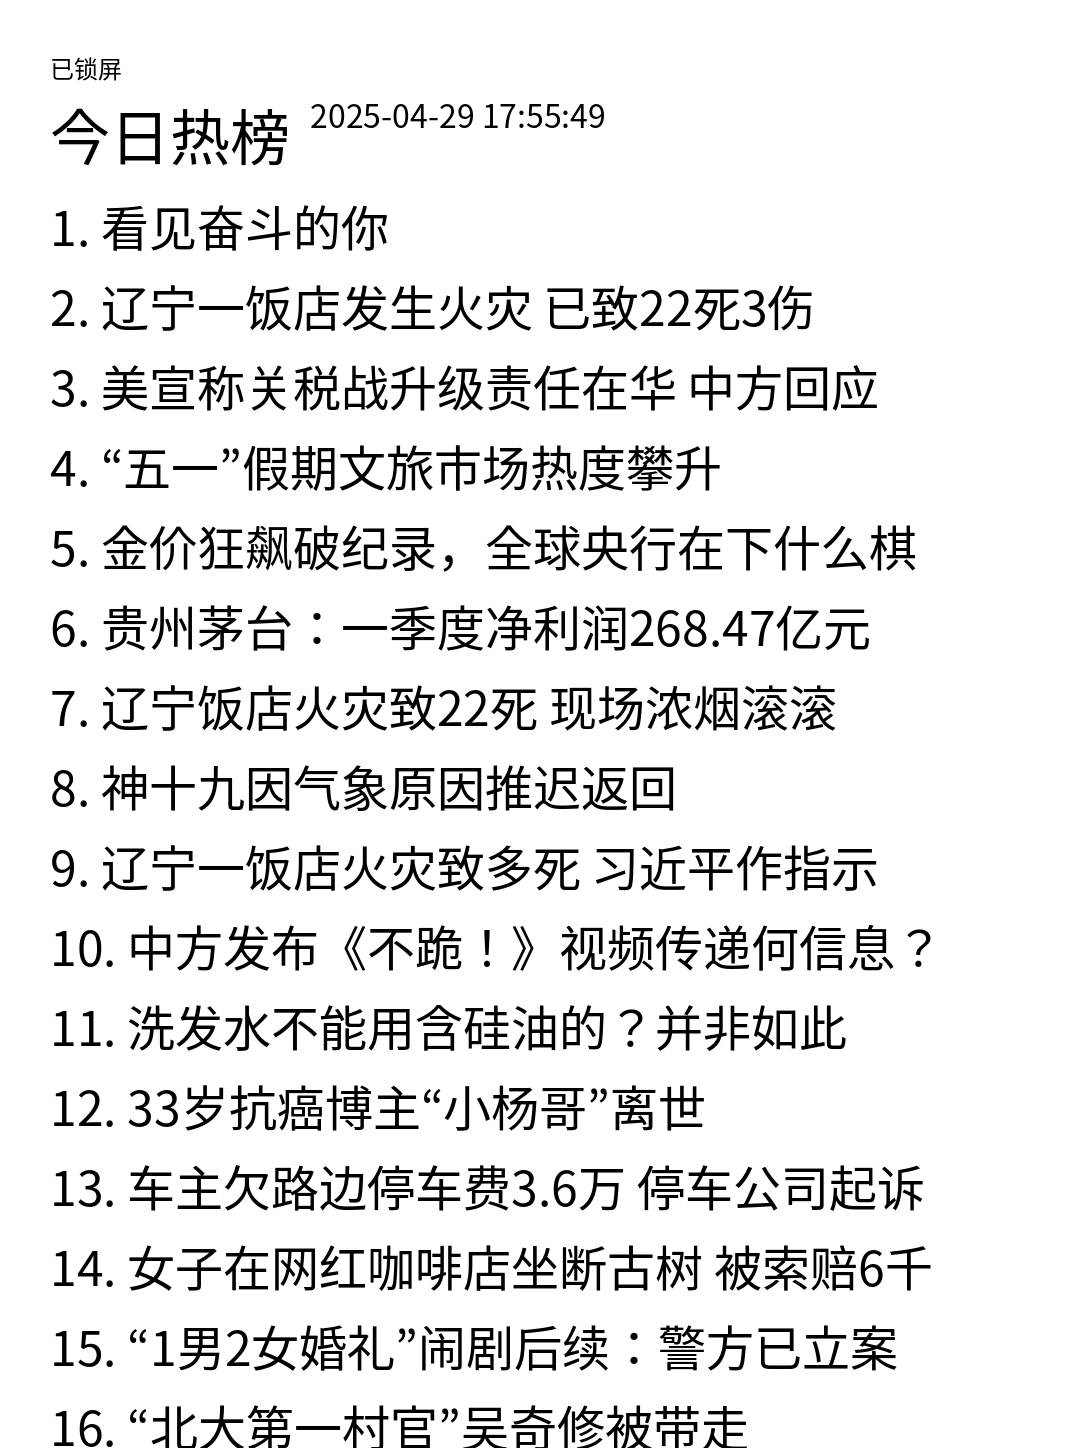 已锁屏
今日热榜 2025-04-29 17:55:49
1. 看见奋斗的你
2. 辽宁一饭店发生火灾 已致22死3伤
3. 美宣称关税战升级责任在华 中方回应
4. “五一”假期文旅市场热度攀升
5. 金价狂飙破纪录，全球央行在下什么棋
6. 贵州茅台：一季度净利润268.47亿元
7. 辽宁饭店火灾致22死 现场浓烟滚滚
8. 神十九因气象原因推迟返回
9. 辽宁一饭店火灾致多死 习近平作指示
10. 中方发布《不跪！》视频传递何信息？
11. 洗发水不能用含硅油的？并非如此
12. 33岁抗癌博主“小杨哥”离世
13. 车主欠路边停车费3.6万 停车公司起诉
14. 女子在网红咖啡店坐断古树 被索赔6千
15. “1男2女婚礼”闹剧后续：警方已立案
16. “北大第一村官”吴奇修被带走